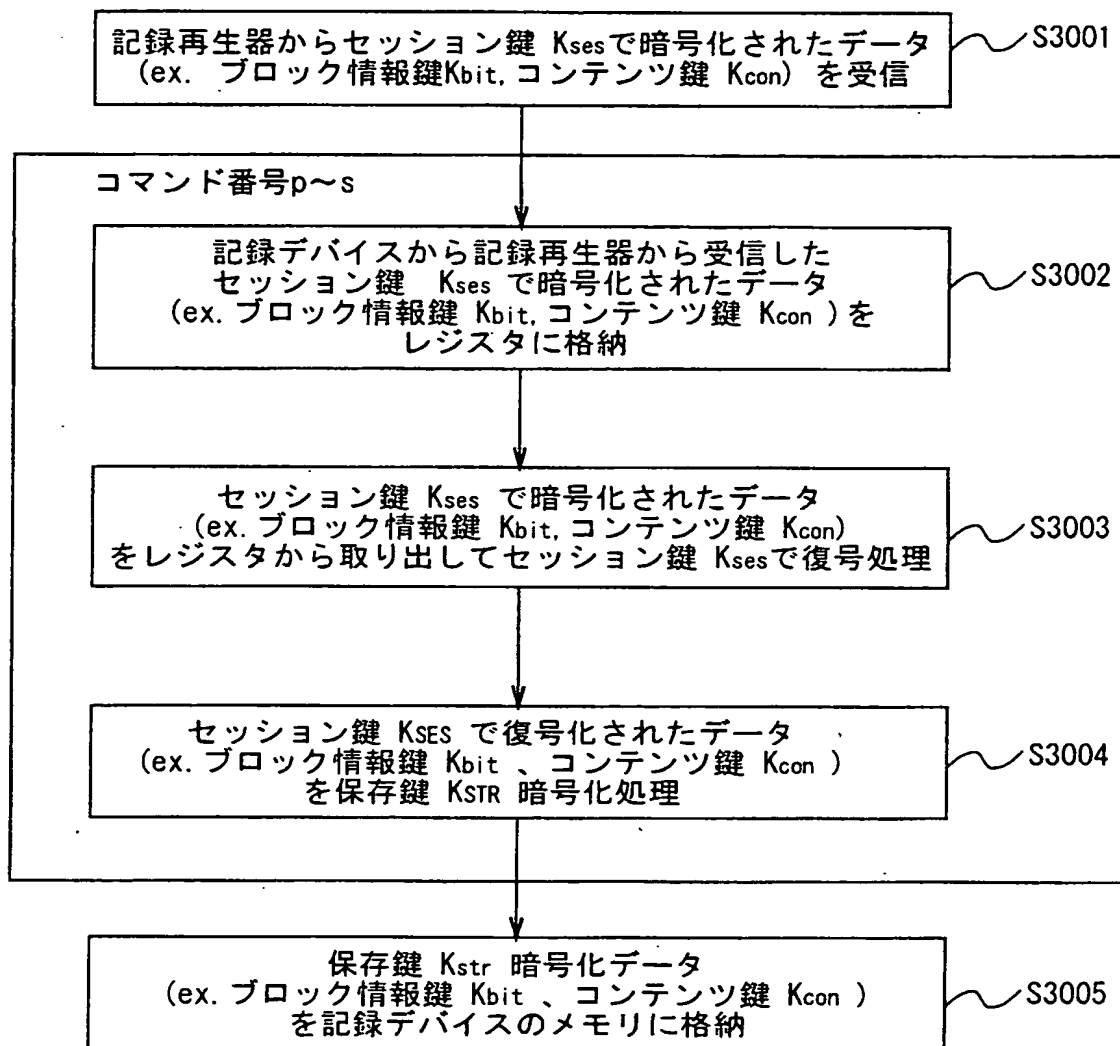 記録再生器からセッション鍵 Ksesで暗号化されたデータ
(ex. ブロック情報鍵Kbit,コンテンツ鍵 Kcon) を受信
S3001
コマンド番号p～s
記録デバイスから記録再生器から受信した
セッション鍵 Kses で暗号化されたデータ
(ex.ブロック情報鍵 Kbit,コンテンツ鍵 Kcon )を
レジスタに格納
S3002
セッション鍵 Kses で暗号化されたデータ
(ex.ブロック情報鍵 Kbit,コンテンツ鍵 Kcon)
をレジスタから取り出してセッション鍵 Ksesで復号処理
S3003
セッション鍵 KSES で復号化されたデータ
(ex.ブロック情報鍵 Kbit 、コンテンツ鍵 Kcon )
を保存鍵 KSTR 暗号化処理
S3004
保存鍵 Kstr 暗号化データ
(ex.ブロック情報鍵 Kbit 、コンテンツ鍵 Kcon )
を記録デバイスのメモリに格納
S3005